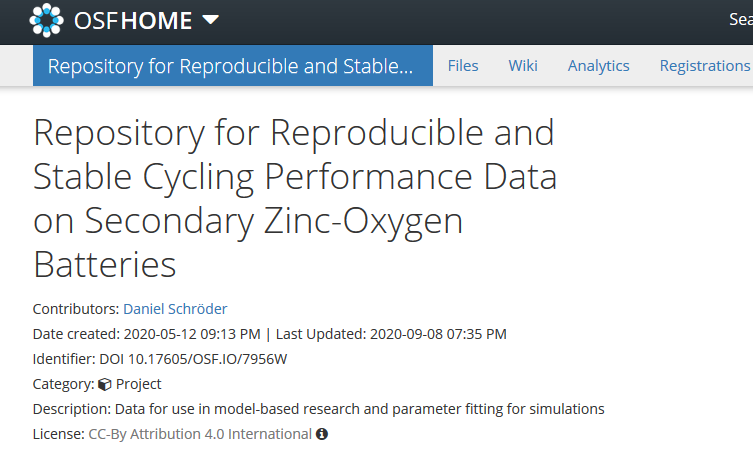 OSFHOME
Repository for Reproducible and Stable... Files Wiki Analytics Registrations
Repository for Reproducible and
Stable Cycling Performance Data
on Secondary Zinc-Oxygen
Batteries
Contributors: Daniel Schröder
Date created: 2020-05-12 09:13 PM | Last Updated: 2020-09-08 07:35 PM
Identifier: DOI 10.17605/OSF.IO/7956W
Category: Project
Description: Data for use in model-based research and parameter fitting for simulations
License: CC-By Attribution 4.0 International